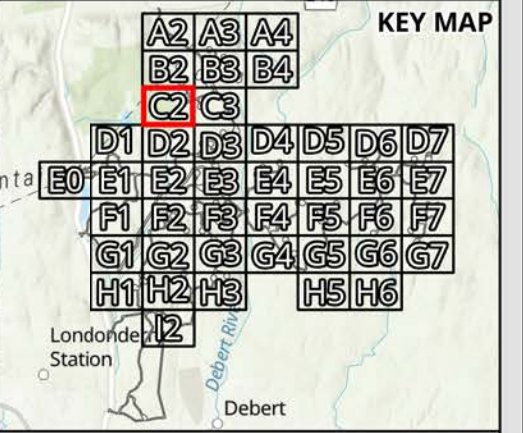 KEY MAP
A2 A3 A4
B2 B3 B4
C2 C3
D1 D2 D3 D4 D5 D6 D7
E0 E1 E2 E3 E4 E5 E6 E7
F1 F2 F3 F4 F5 F6 F7
G1 G2 G3 G4 G5 G6 G7
H1 H2 H3 H5 H6
I2
Station
Debert
Debert